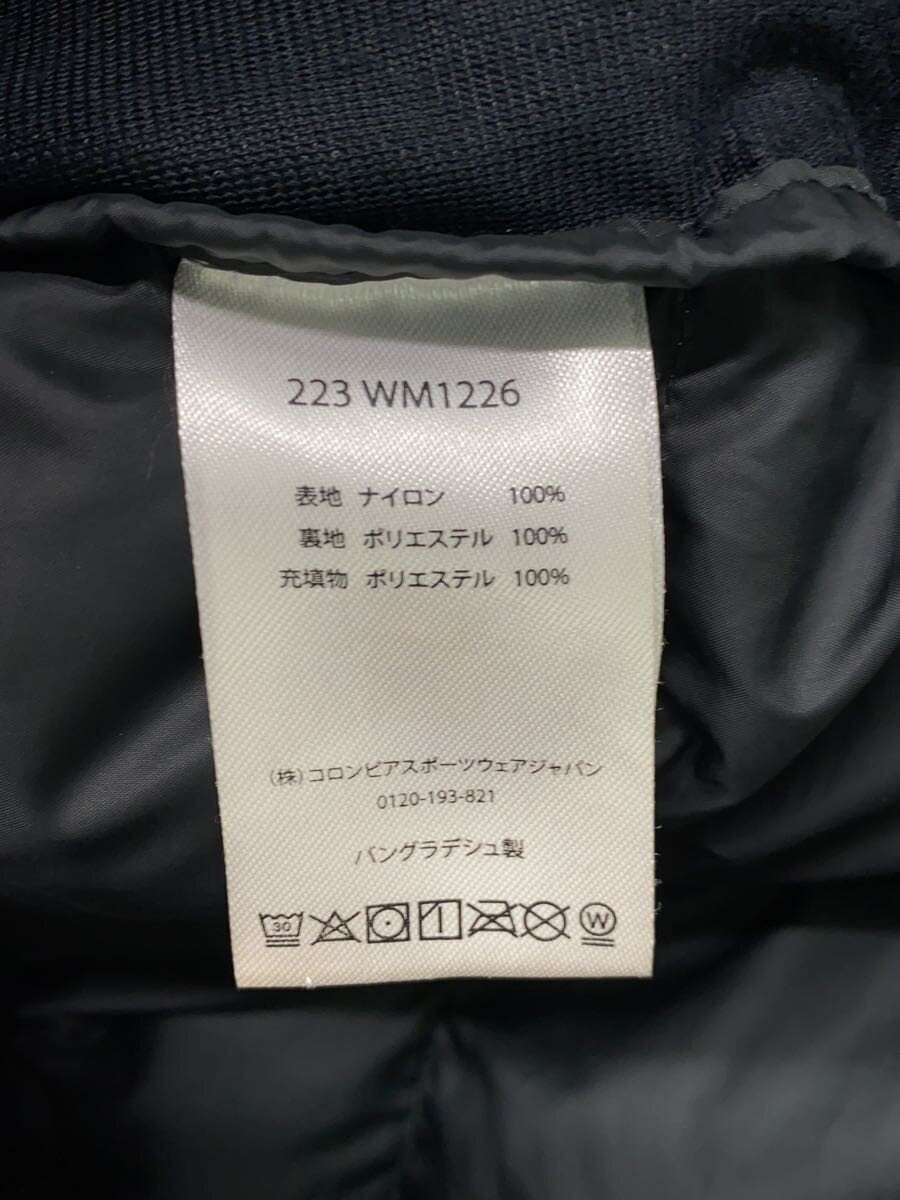 223 WM1226
表地 ナイロン 100%
裏地 ポリエステル 100%
充填物 ポリエステル 100%
(株)コロンビアスポーツウェアジャパン
0120-193-821
バングラデシュ製
30 W